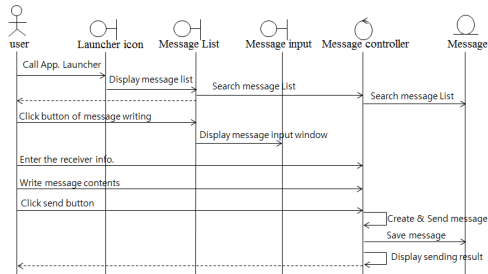 user Launcher icon Message List Message input Message controller Message
Call App. Launcher
Display message list
Search message List
Search message List
Click button of message writing
Display message input window
Enter the receiver info.
Write message contents
Click send button
Create & Send message
Save message
Display sending result